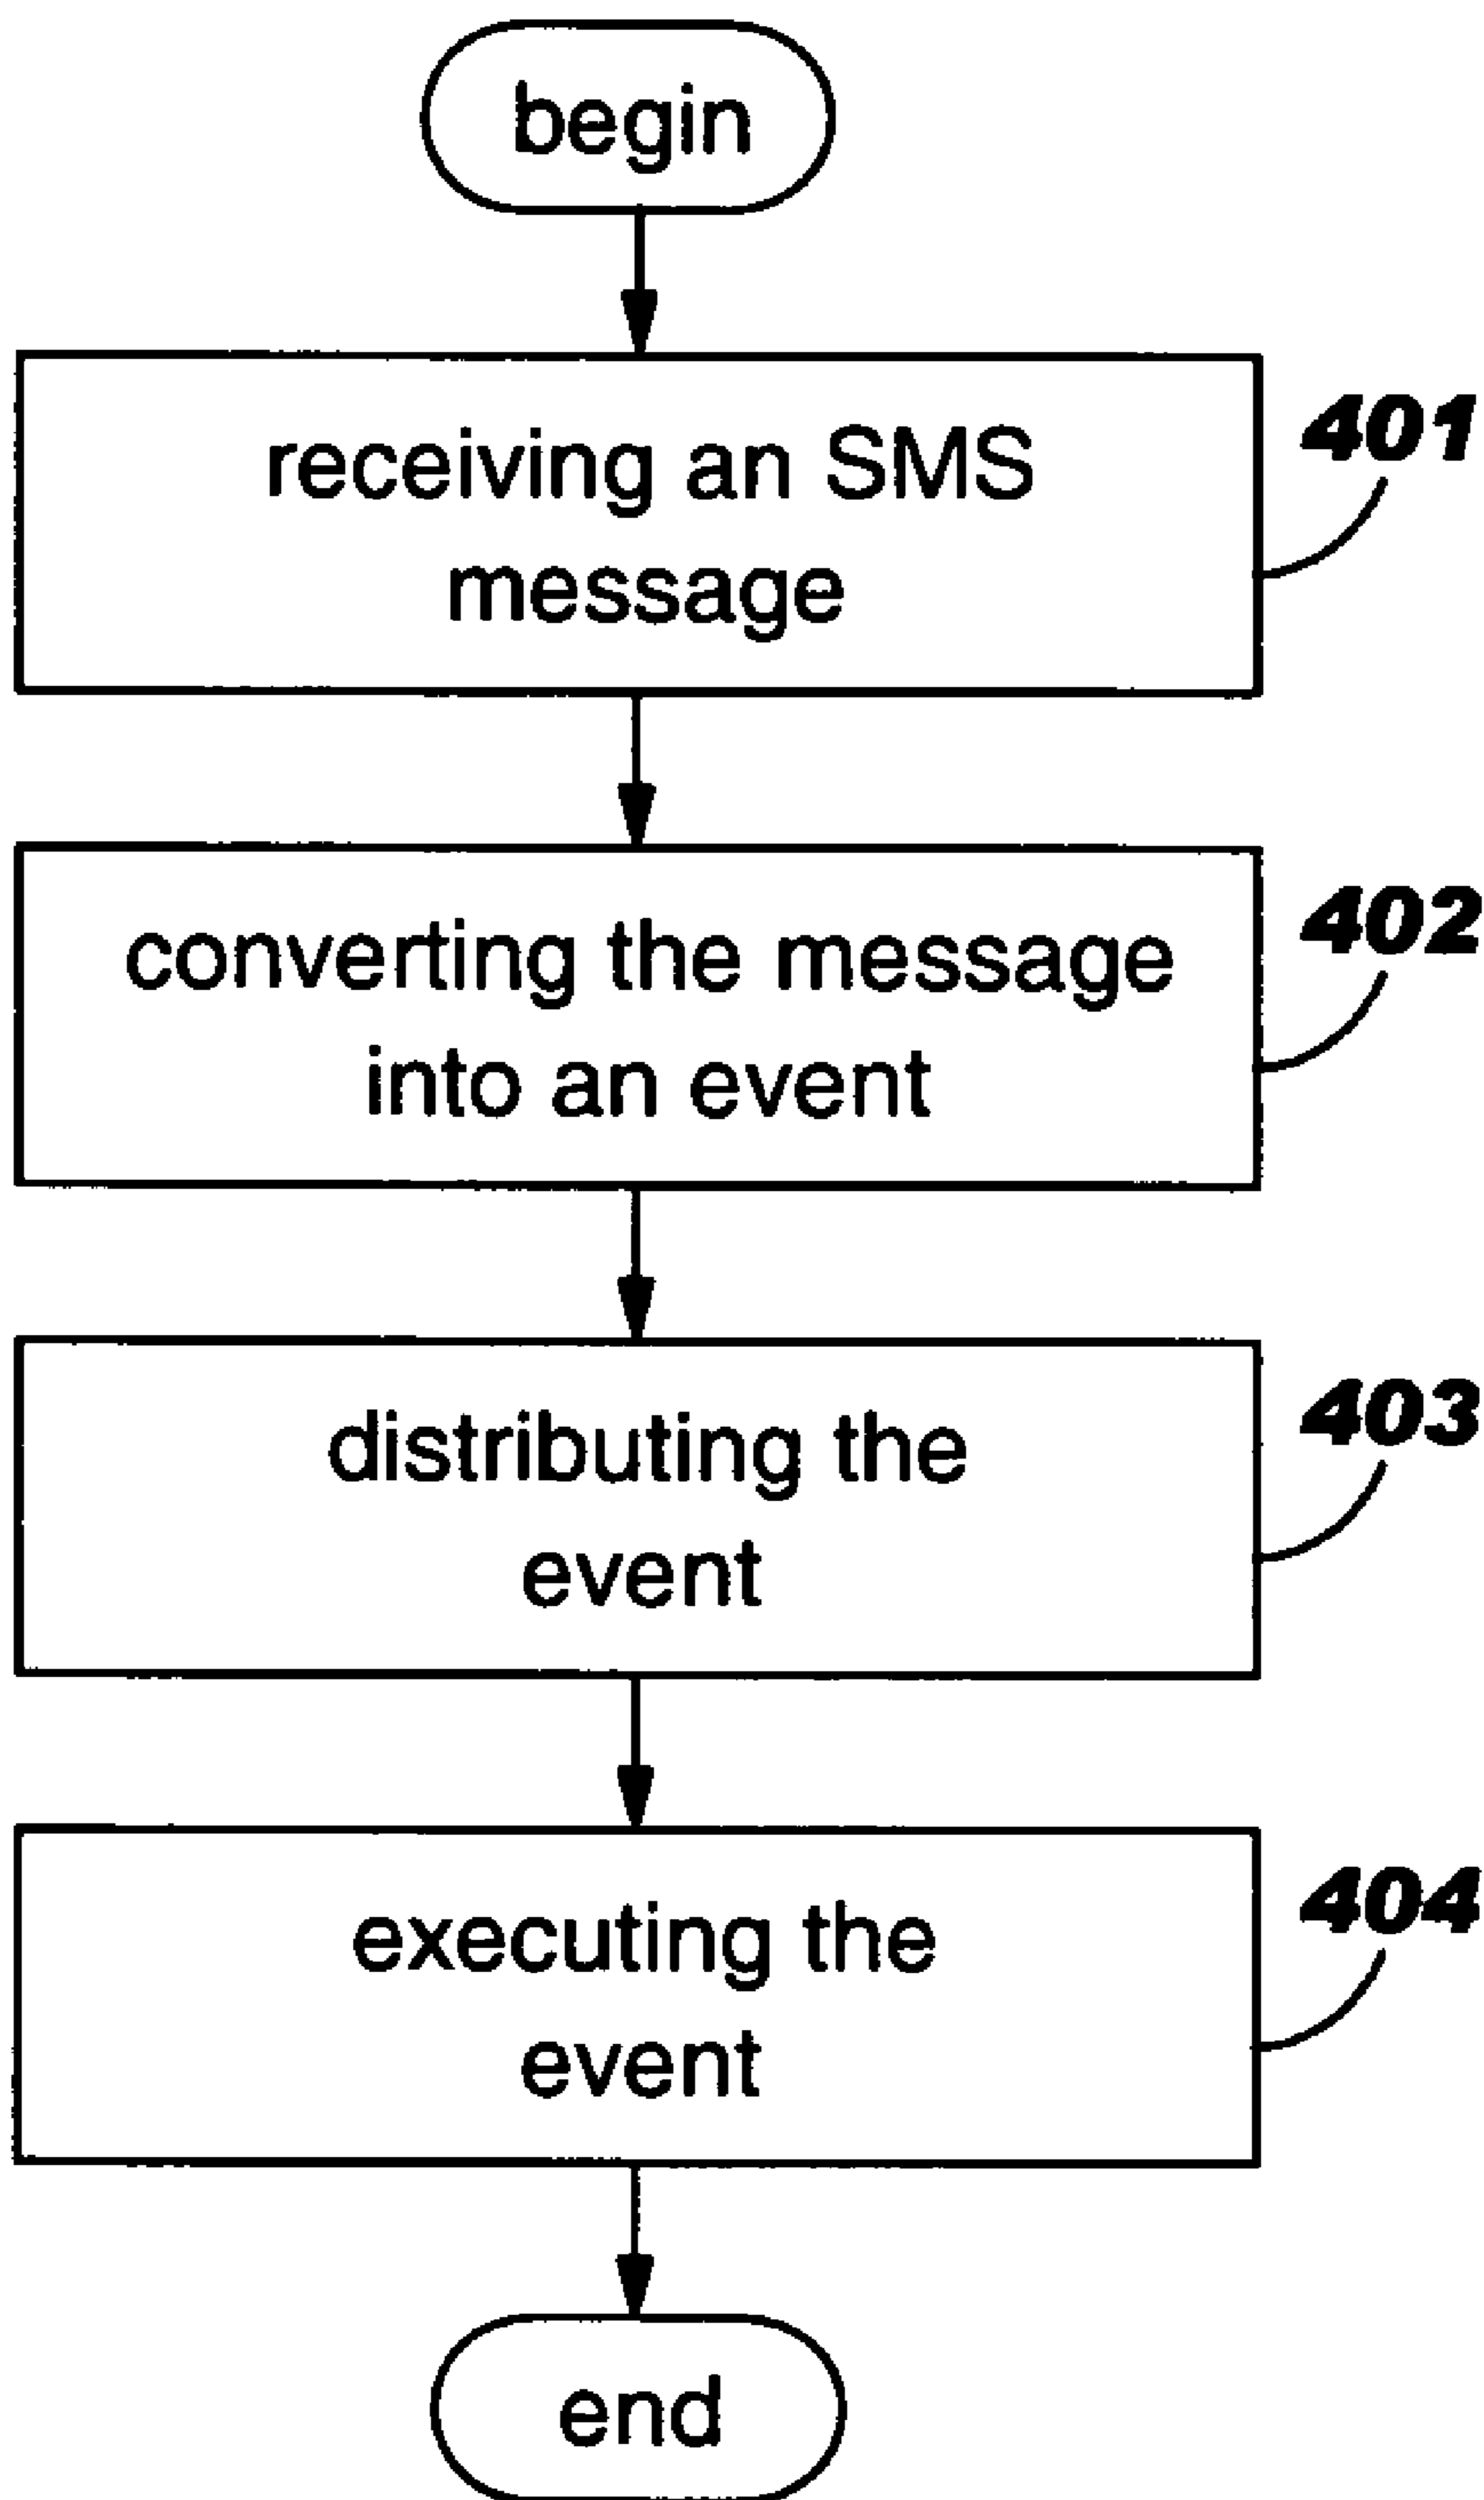 begin
receiving an SMS
message
401
converting the message
into an event
402
distributing the
event
403
executing the
event
404
end